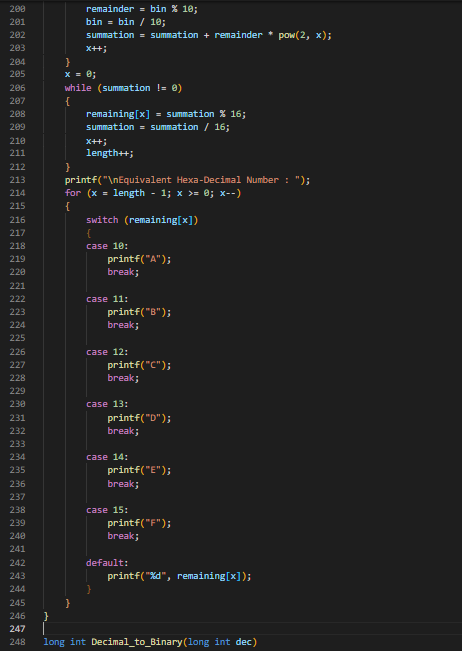 200 remainder = bin % 10;
201 bin = bin / 10;
202 summation = summation + remainder * pow(2, x);
203 x++;
204 }
205 x = 0;
206 while (summation != 0)
207 {
208 remaining[x] = summation % 16;
209 summation = summation / 16;
210 x++;
211 length++;
212 }
213 printf("\nEquivalent Hexa-Decimal Number : ");
214 for (x = length - 1; x >= 0; x--)
215 {
216 switch (remaining[x])
217 {
218 case 10:
219 printf("A");
220 break;
221
222 case 11:
223 printf("B");
224 break;
225
226 case 12:
227 printf("C");
228 break;
229
230 case 13:
231 printf("D");
232 break;
233
234 case 14:
235 printf("E");
236 break;
237
238 case 15:
239 printf("F");
240 break;
241
242 default:
243 printf("%d", remaining[x]);
244 }
245 }
246 }
247
248 long int Decimal_to_Binary(long int dec)